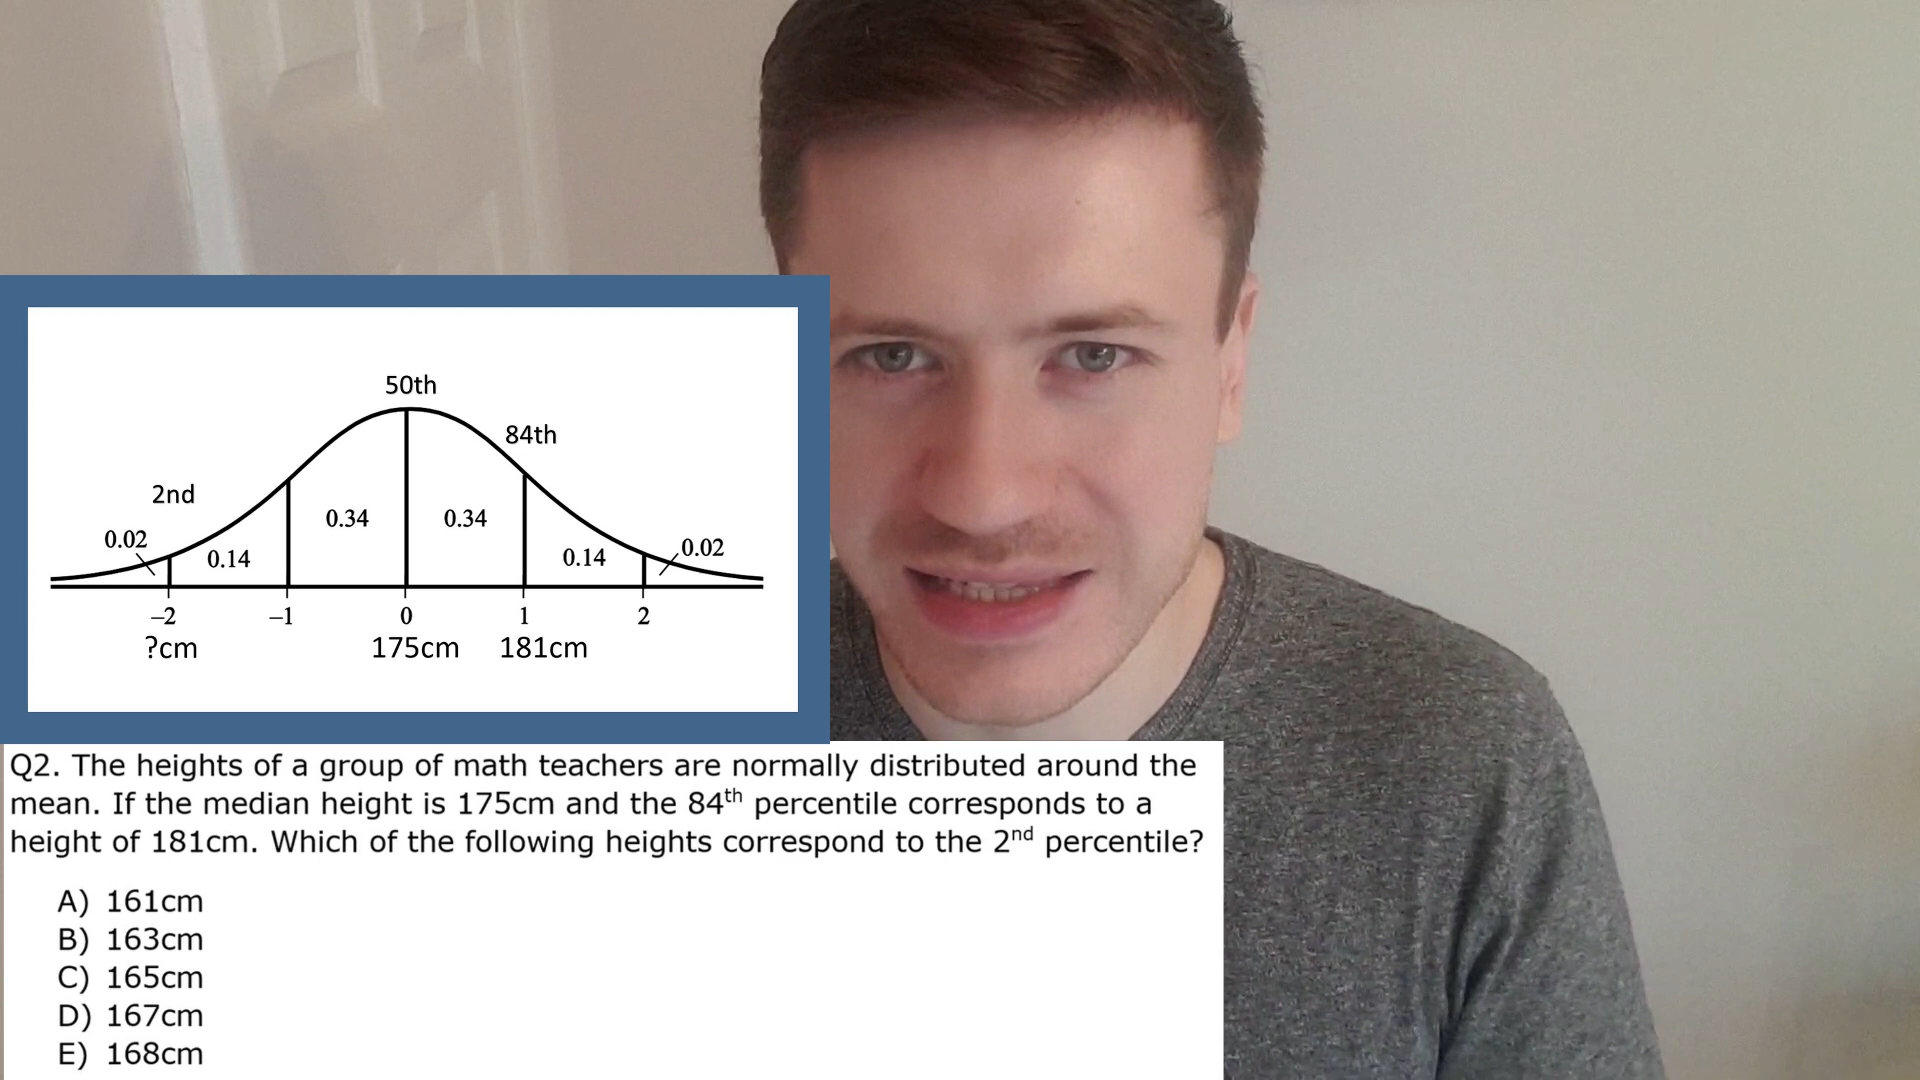 50th
84th
2nd
0.34
0.34
0.02
0.14
0.14
0.02
–2
–1
0
1
2
?cm
175cm
181cm
Q2. The heights of a group of math teachers are normally distributed around the
mean. If the median height is 175cm and the 84th percentile corresponds to a
height of 181cm. Which of the following heights correspond to the 2nd percentile?
A) 161cm
B) 163cm
C) 165cm
D) 167cm
E) 168cm